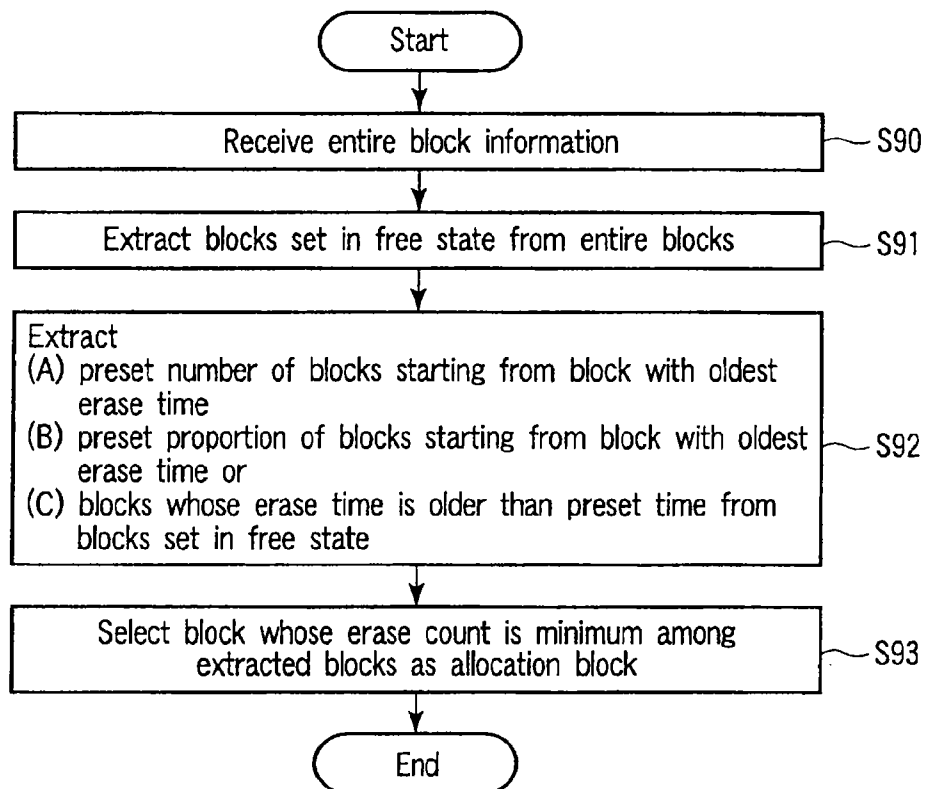 Start
Receive entire block information
S90
Extract blocks set in free state from entire blocks
S91
Extract
(A) preset number of blocks starting from block with oldest
erase time
(B) preset proportion of blocks starting from block with oldest
erase time or
(C) blocks whose erase time is older than preset time from
blocks set in free state
S92
Select block whose erase count is minimum among
extracted blocks as allocation block
S93
End